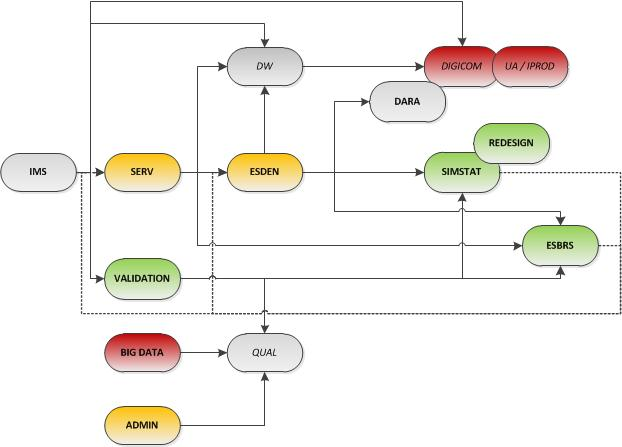 DW
DIGICOM
UA / IPROD
DARA
REDESIGN
IMS
SERV
ESDEN
SIMSTAT
ESBRS
VALIDATION
BIG DATA
QUAL
ADMIN